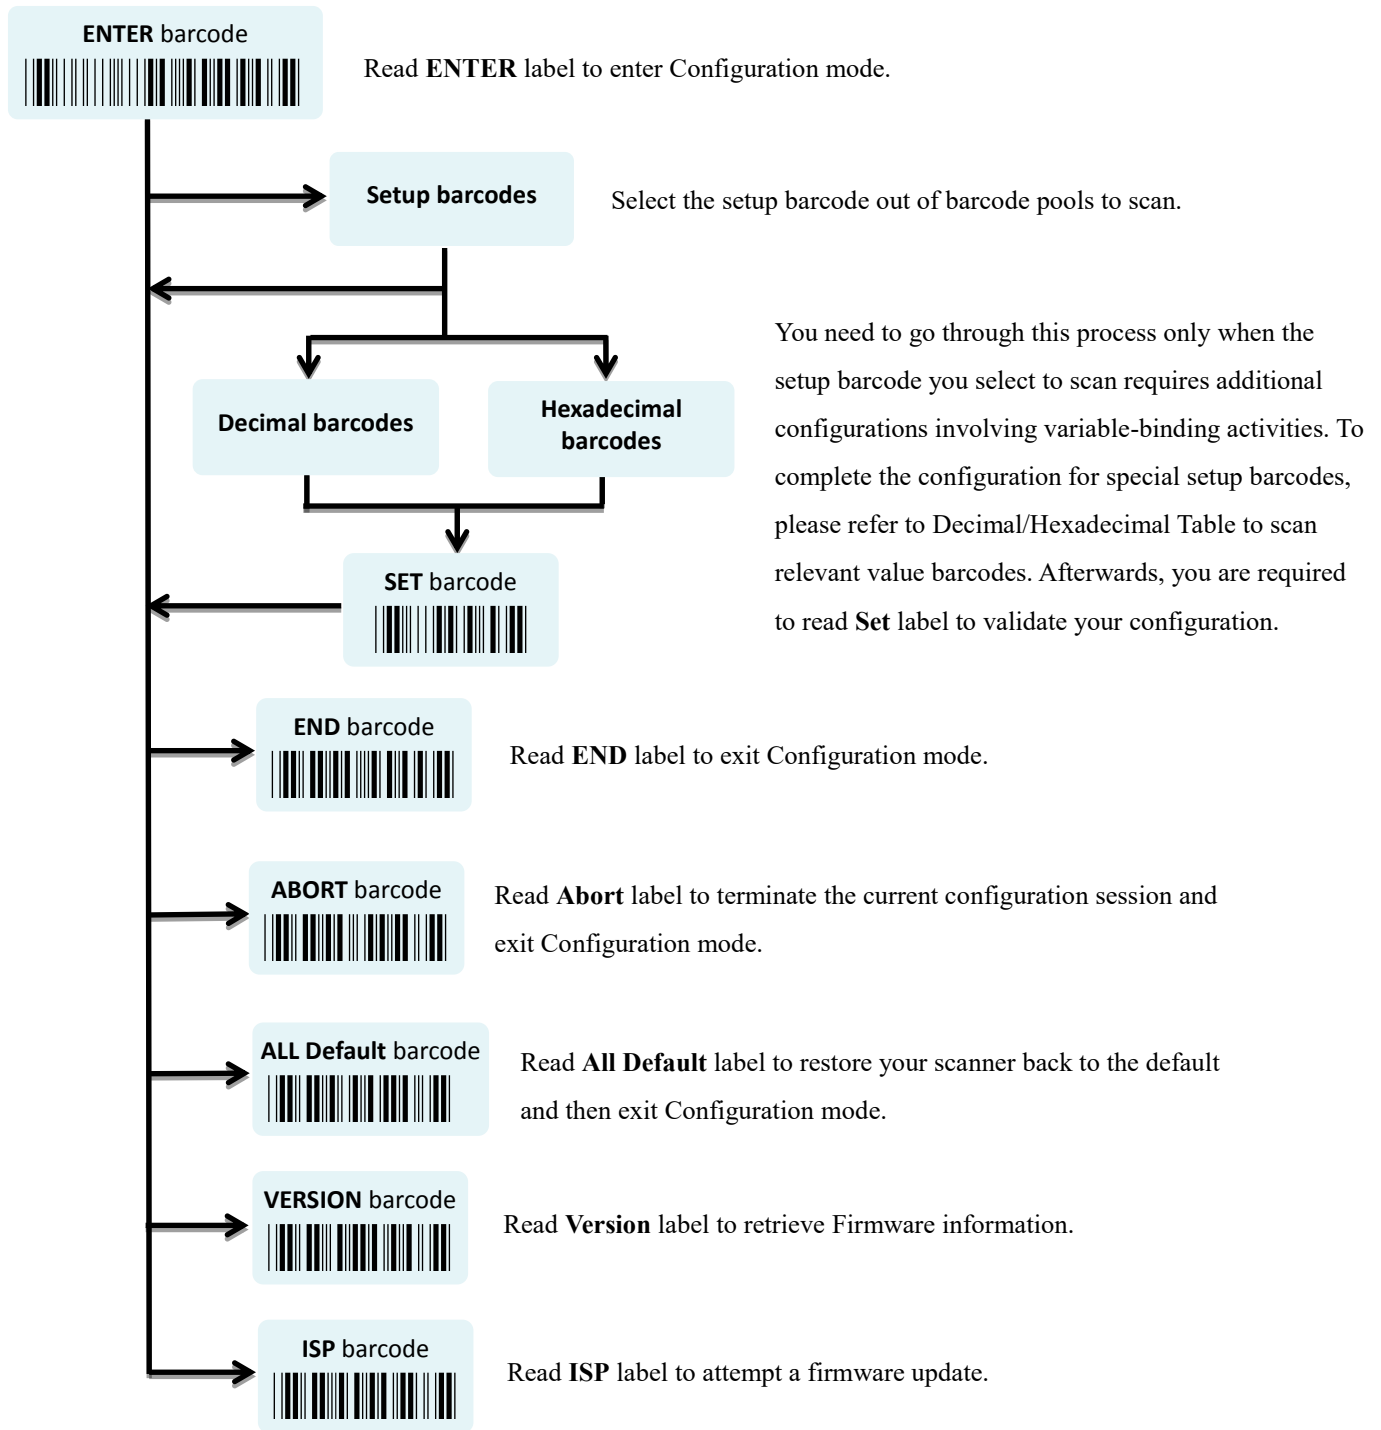 ENTER barcode
Read ENTER label to enter Configuration mode.
Setup barcodes
Select the setup barcode out of barcode pools to scan.
You need to go through this process only when the
setup barcode you select to scan requires additional
configurations involving variable-binding activities. To
complete the configuration for special setup barcodes,
please refer to Decimal/Hexadecimal Table to scan
relevant value barcodes. Afterwards, you are required
to read Set label to validate your configuration.
Decimal barcodes
Hexadecimal
barcodes
SET barcode
END barcode
Read END label to exit Configuration mode.
ABORT barcode
Read Abort label to terminate the current configuration session and
exit Configuration mode.
ALL Default barcode
Read All Default label to restore your scanner back to the default
and then exit Configuration mode.
VERSION barcode
Read Version label to retrieve Firmware information.
ISP barcode
Read ISP label to attempt a firmware update.